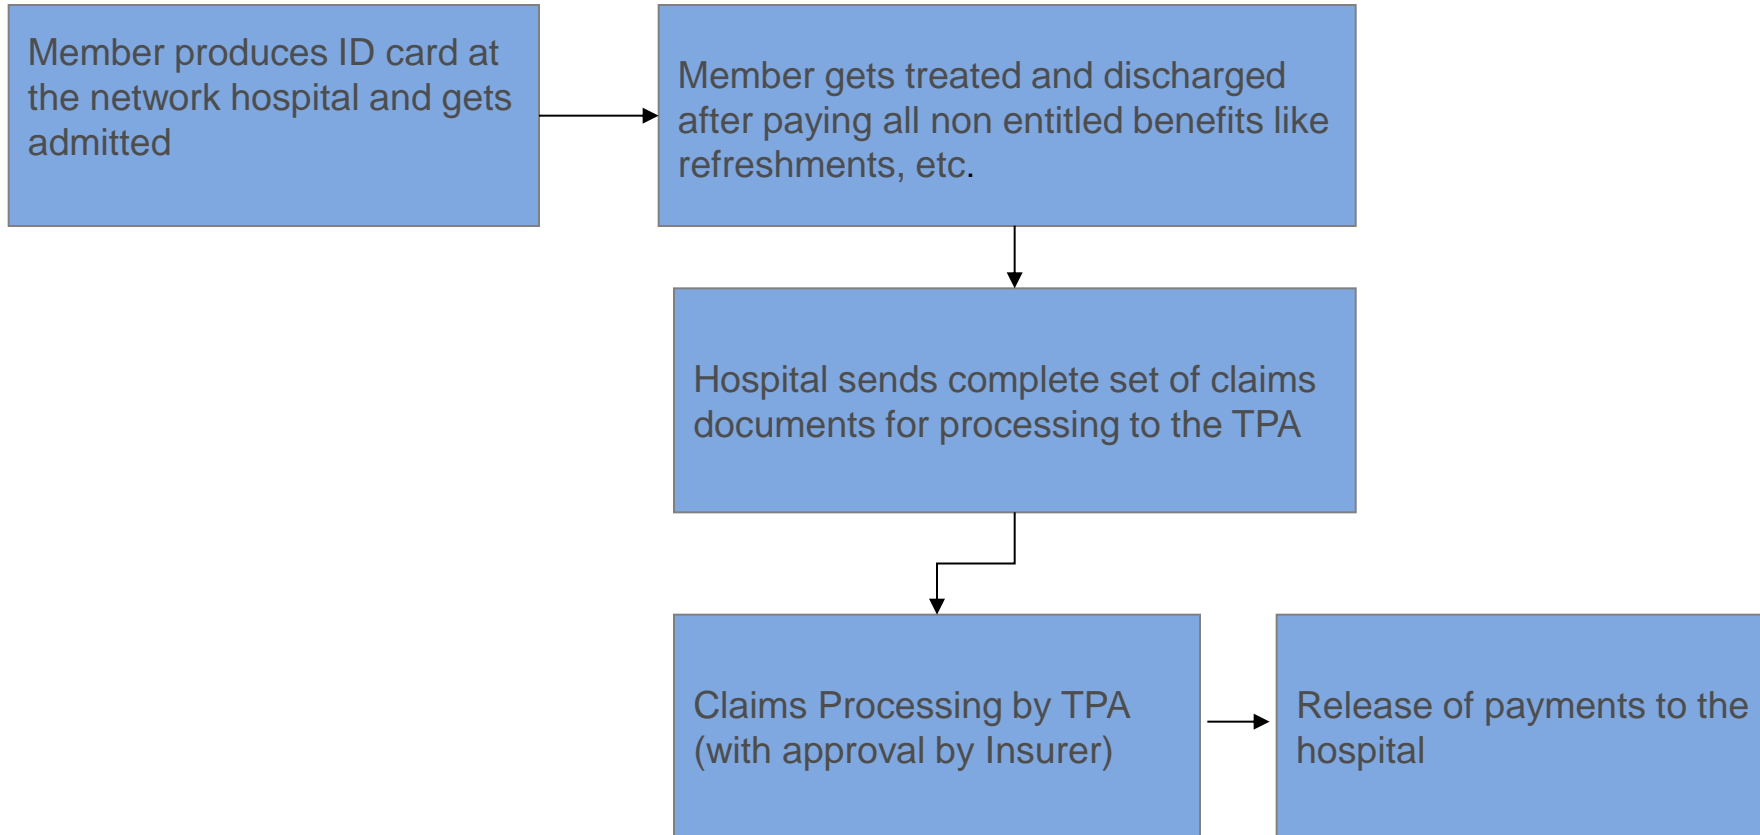 Member produces ID card at
the network hospital and gets
admitted
Member gets treated and discharged
after paying all non entitled benefits like
refreshments, etc.
Hospital sends complete set of claims
documents for processing to the TPA
Claims Processing by TPA
(with approval by Insurer)
Release of payments to the
hospital